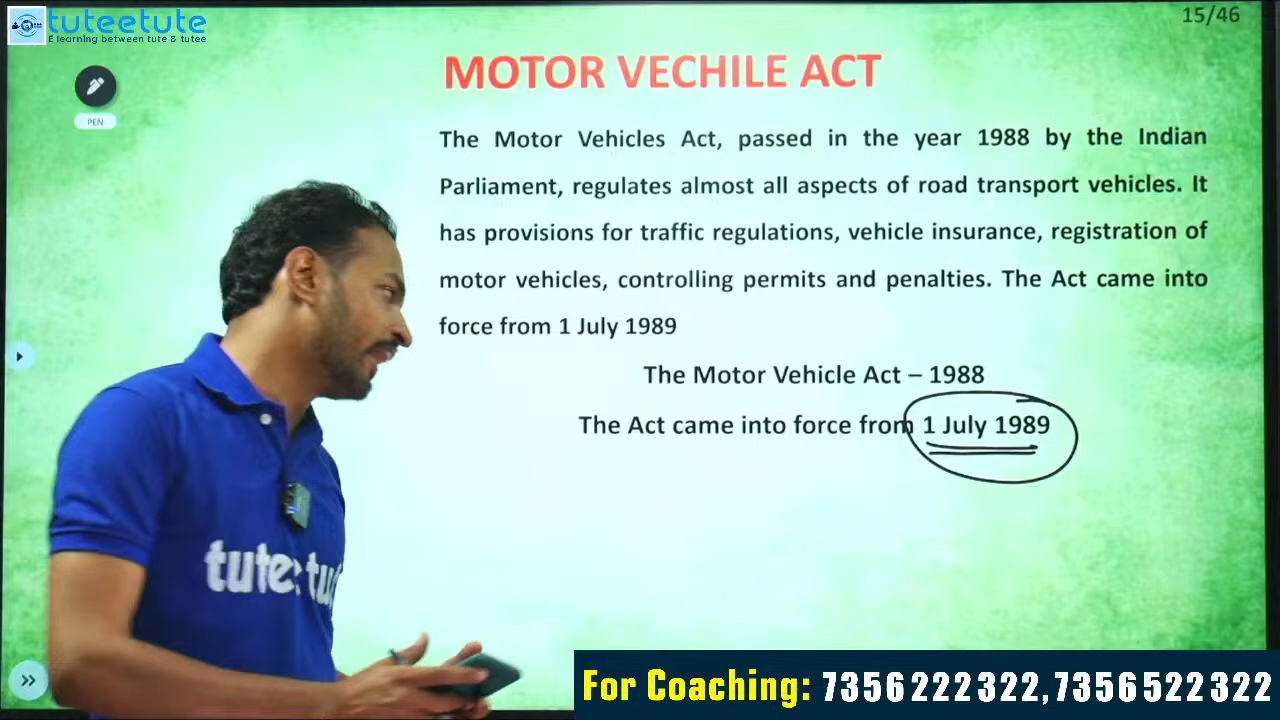 tuteetute
E learning between tute & tutee
15/46
PEN
MOTOR VECHILE ACT
The Motor Vehicles Act, passed in the year 1988 by the Indian
Parliament, regulates almost all aspects of road transport vehicles. It
has provisions for traffic regulations, vehicle insurance, registration of
motor vehicles, controlling permits and penalties. The Act came into
force from 1 July 1989
The Motor Vehicle Act – 1988
The Act came into force from 1 July 1989
tutee tu
For Coaching: 7356222322,7356522322